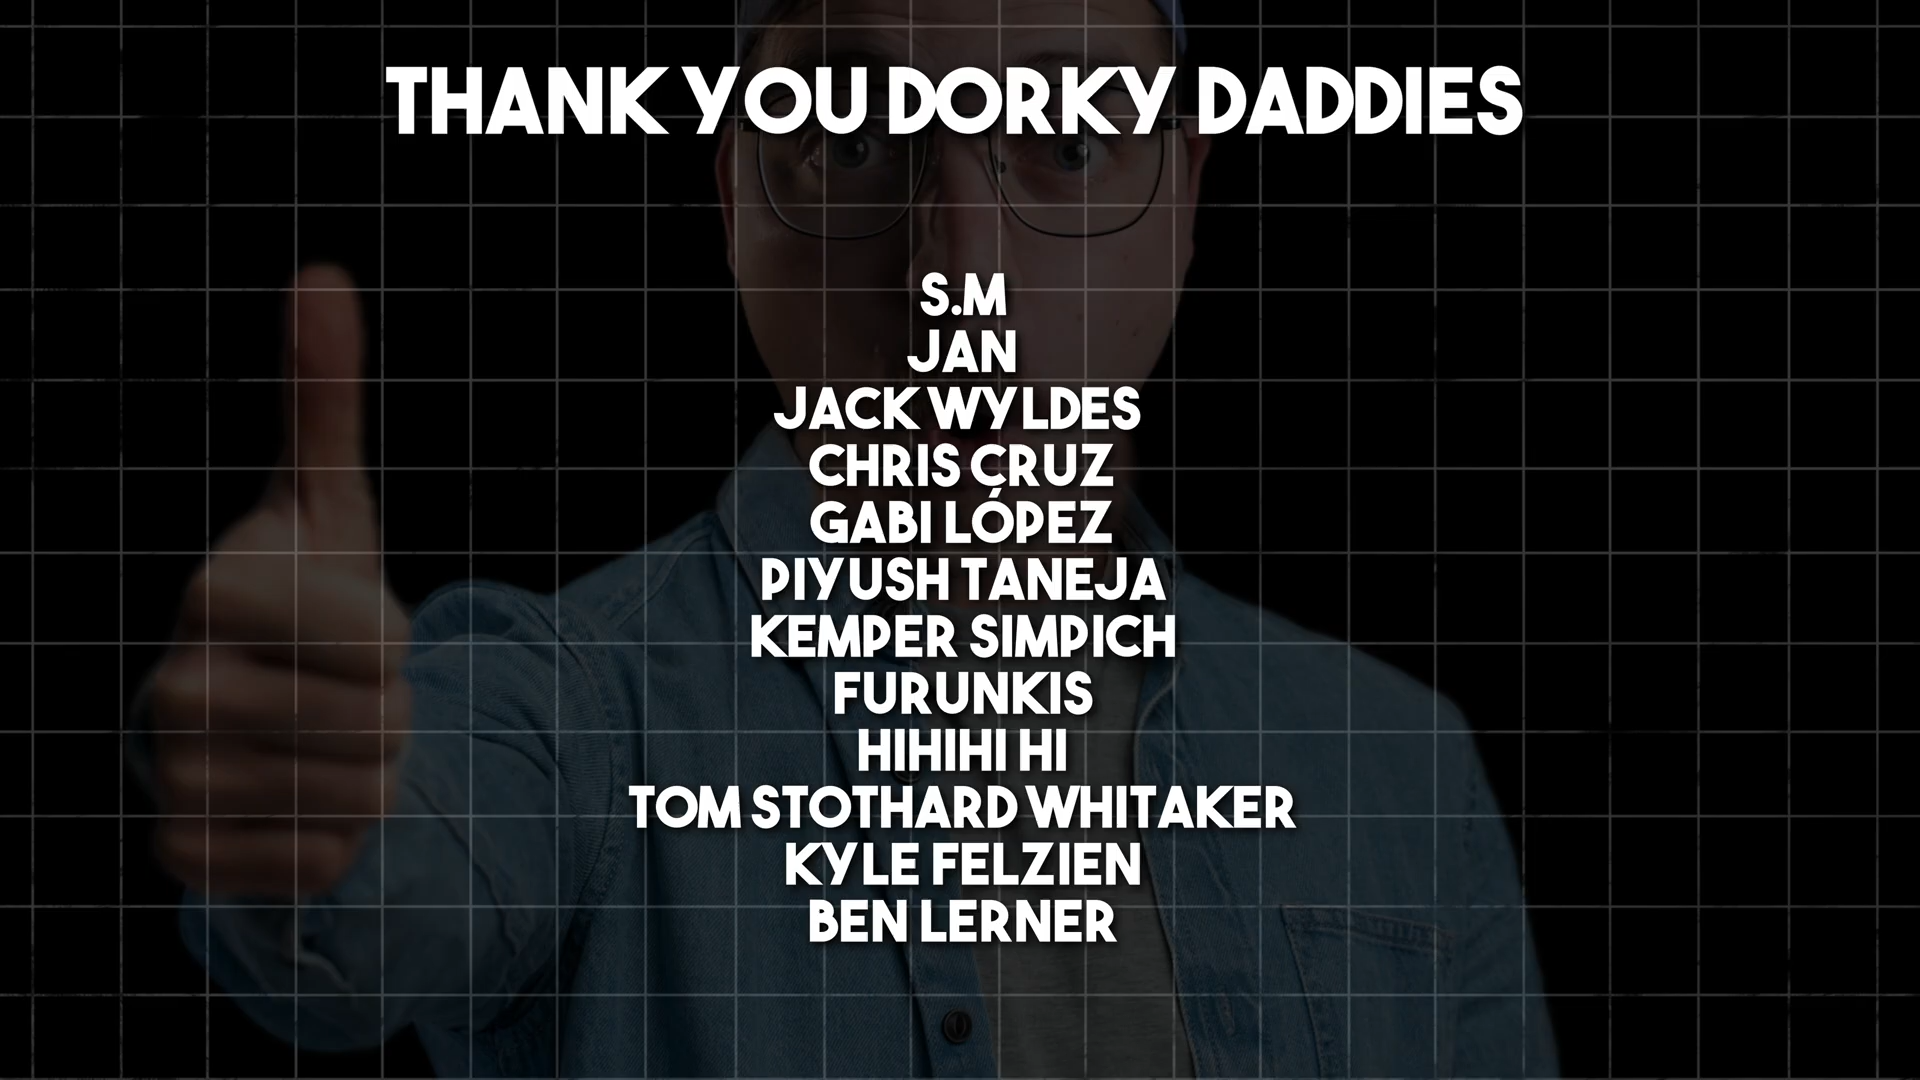 THANK YOU DORKY DADDIES
S.M
JAN
JACK WYLDES
CHRIS CRUZ
GABI LÓPEZ
PIYUSH TANEJA
KEMPER SIMPICH
FURUNKIS
HIHIHI HI
TOM STOTHARD WHITAKER
KYLE FELZIEN
BEN LERNER